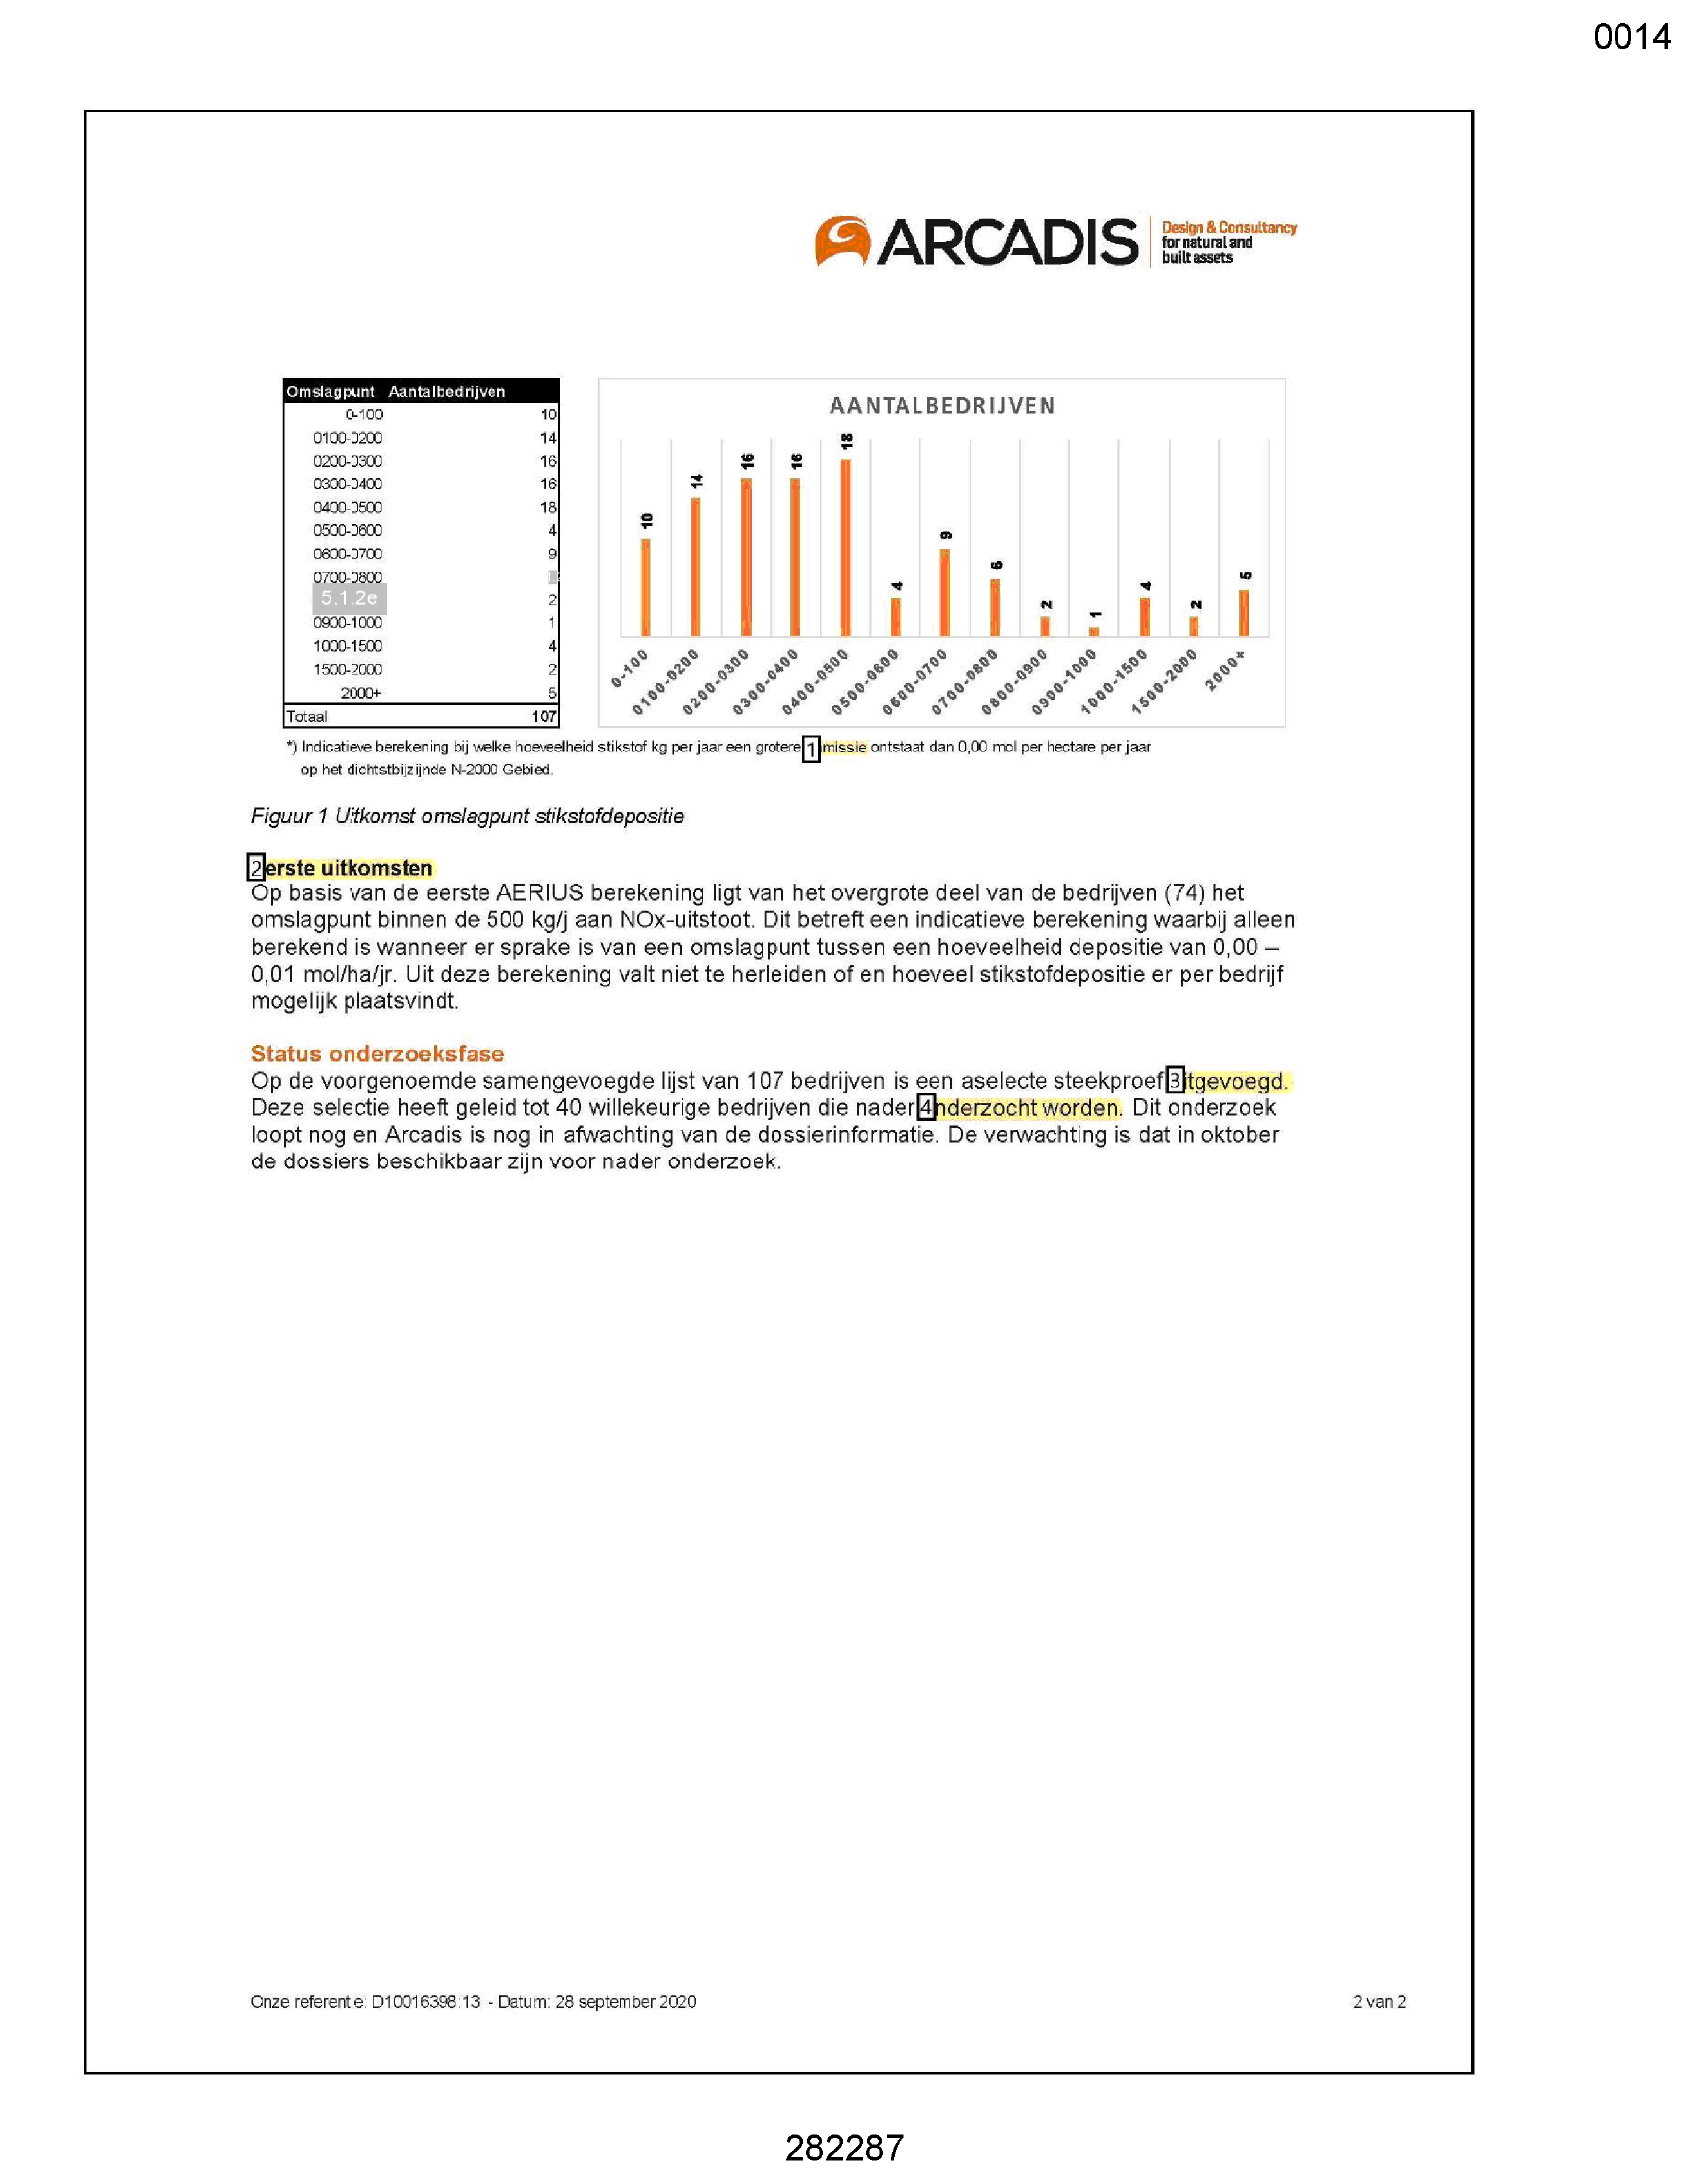 0014
ARCADIS
Design & Consultancy
for natural and
built assets
Omslagpunt Aantalbedrijven
0-100 10
0100-0200 14
0200-0300 16
0300-0400 16
0400-0500 18
0500-0600 4
0600-0700 9
0700-0800
5.1.2e 2
0900-1000 1
1000-1500 4
1500-2000 2
2000+ 5
Totaal 107
AANTALBEDRIJVEN
10 14 16 16 18 4 9 6 2 1 4 2 5
0-100 0100-0200 0200-0300 0300-0400 0400-0500 0500-0600 0600-0700 0700-0800 0800-0900 0900-1000 1000-1500 1500-2000 2000+
*) Indicatieve berekening bij welke hoeveelheid stikstof kg per jaar een grotere 1missie ontstaat dan 0,00 mol per hectare per jaar
op het dichtstbijzijnde N-2000 Gebied.
Figuur 1 Uitkomst omslagpunt stikstofdepositie
2erste uitkomsten
Op basis van de eerste AERIUS berekening ligt van het overgrote deel van de bedrijven (74) het
omslagpunt binnen de 500 kg/j aan NOx-uitstoot. Dit betreft een indicatieve berekening waarbij alleen
berekend is wanneer er sprake is van een omslagpunt tussen een hoeveelheid depositie van 0,00 –
0,01 mol/ha/jr. Uit deze berekening valt niet te herleiden of en hoeveel stikstofdepositie er per bedrijf
mogelijk plaatsvindt.
Status onderzoeksfase
Op de voorgenoemde samengevoegde lijst van 107 bedrijven is een aselecte steekproef 3itgevoegd.
Deze selectie heeft geleid tot 40 willekeurige bedrijven die nader 4nderzocht worden. Dit onderzoek
loopt nog en Arcadis is nog in afwachting van de dossierinformatie. De verwachting is dat in oktober
de dossiers beschikbaar zijn voor nader onderzoek.
Onze referentie: D10016398:13 - Datum: 28 september 2020
2 van 2
282287